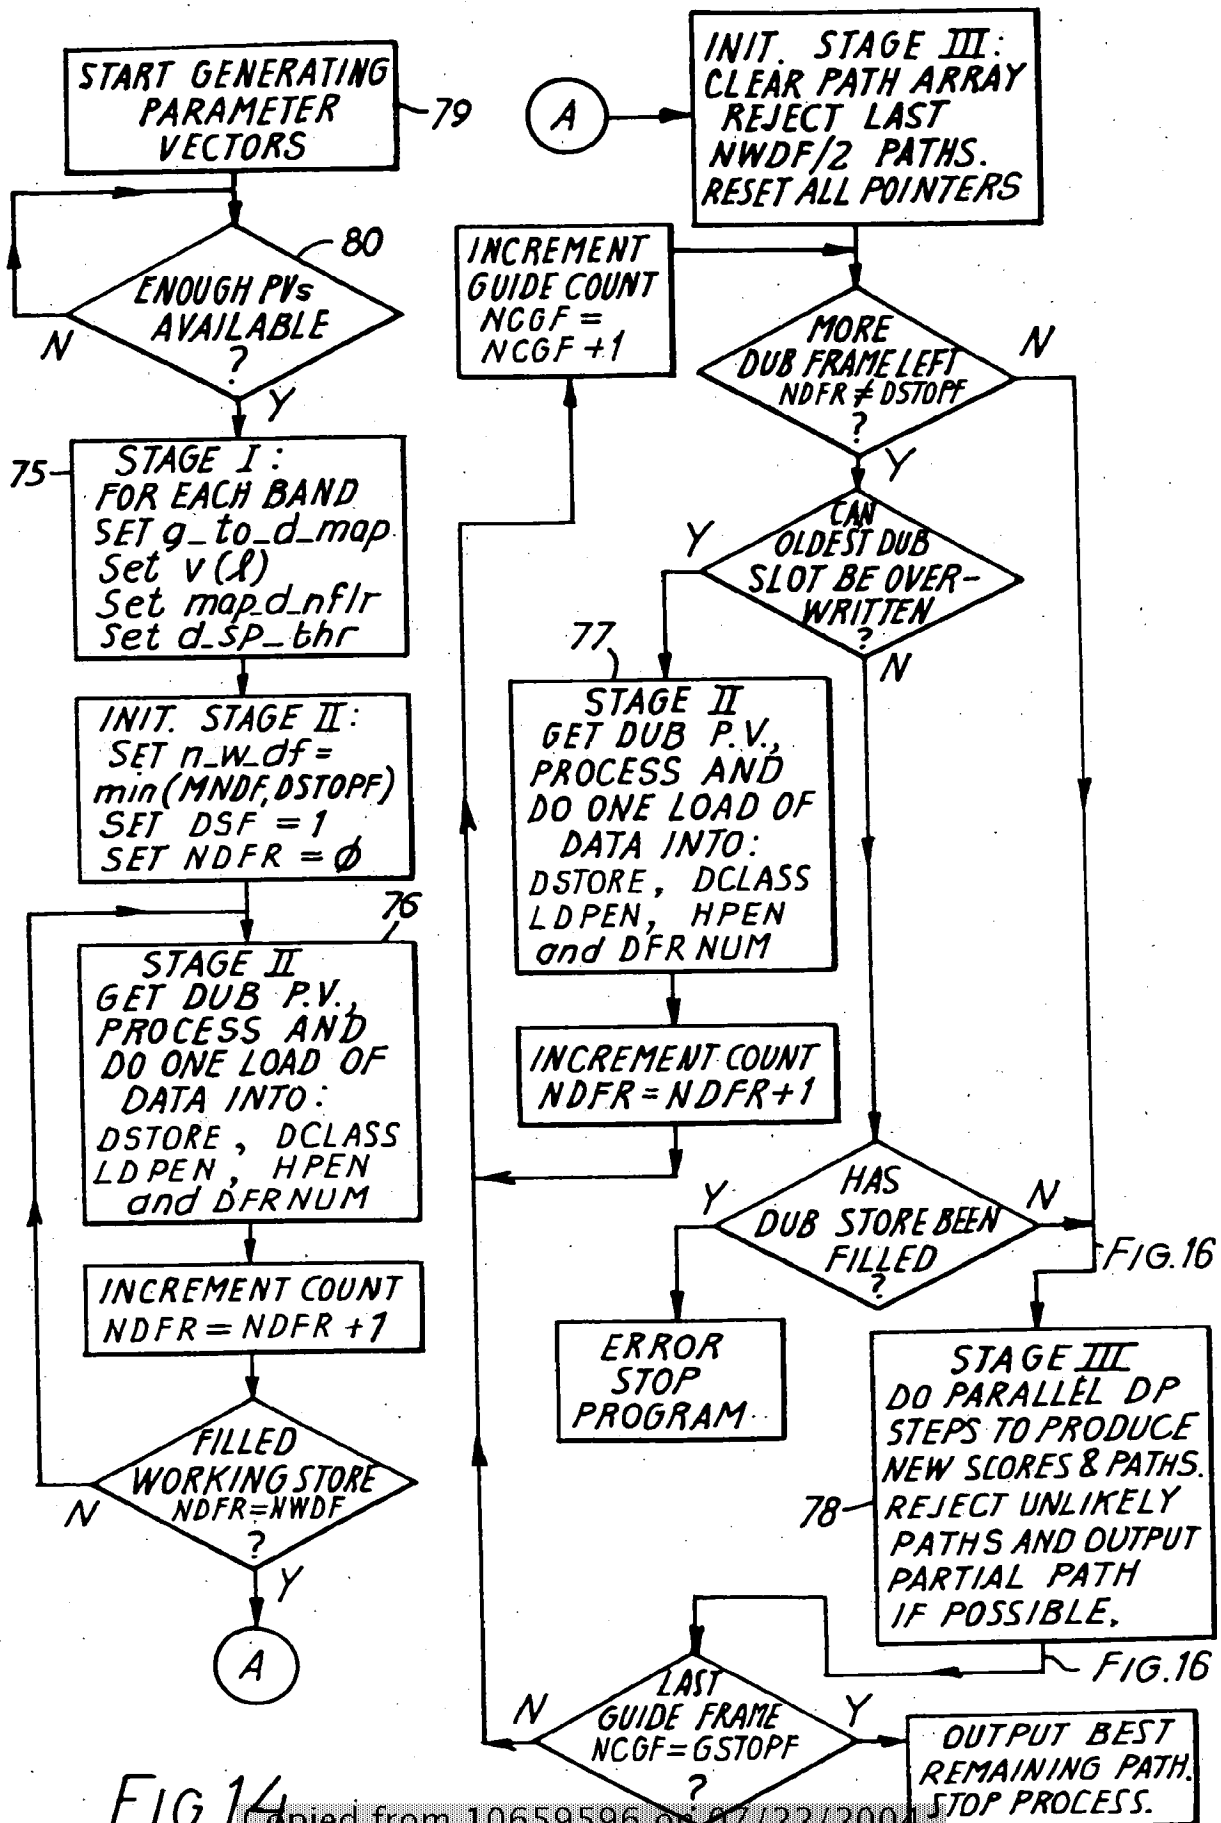 START GENERATING
PARAMETER
VECTORS
79
80
ENOUGH PVs
AVAILABLE
?
N
Y
75
STAGE I:
FOR EACH BAND
SET g_to_d_map
Set v(ℓ)
Set map_d_nflr
Set d_sp_thr
INIT. STAGE II:
SET n_w_df =
min(MNDF,DSTOPF)
SET DSF = 1
SET NDFR = ϕ
76
STAGE II
GET DUB P.V.,
PROCESS AND
DO ONE LOAD OF
DATA INTO:
DSTORE, DCLASS
LDPEN, HPEN
and DFRNUM
INCREMENT COUNT
NDFR = NDFR +1
FILLED
WORKING STORE
NDFR=NWDF
?
N
Y
A
A
INIT. STAGE III:
CLEAR PATH ARRAY
REJECT LAST
NWDF/2 PATHS.
RESET ALL POINTERS
INCREMENT
GUIDE COUNT
NCGF =
NCGF +1
MORE
DUB FRAME LEFT
NDFR ≠ DSTOPF
?
N
Y
CAN
OLDEST DUB
SLOT BE OVER-
WRITTEN
?
Y
N
77
STAGE II
GET DUB P.V.,
PROCESS AND
DO ONE LOAD OF
DATA INTO:
DSTORE, DCLASS
LDPEN, HPEN
and DFRNUM
INCREMENT COUNT
NDFR = NDFR+1
HAS
DUB STORE BEEN
FILLED
?
Y
N
FIG.16
ERROR
STOP
PROGRAM
STAGE III
DO PARALLEL DP
STEPS TO PRODUCE
NEW SCORES & PATHS.
REJECT UNLIKELY
PATHS AND OUTPUT
PARTIAL PATH
IF POSSIBLE.
78
FIG.16
LAST
GUIDE FRAME
NCGF=GSTOPF
?
N
Y
OUTPUT BEST
REMAINING PATH.
STOP PROCESS.
FIG 14
Copied from 10659596 on 07/22/2004